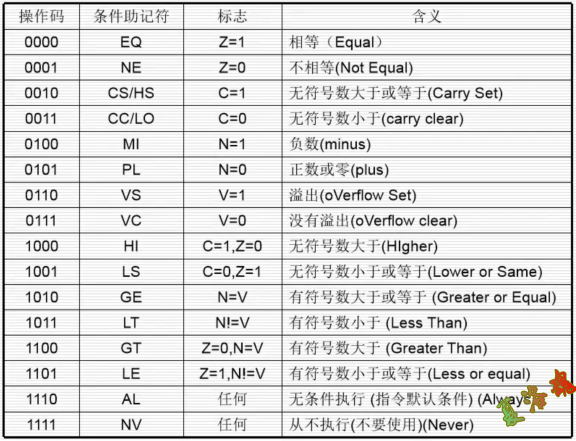 操作码 条件助记符 标志 含义
0000 EQ Z=1 相等（Equal）
0001 NE Z=0 不相等(Not Equal)
0010 CS/HS C=1 无符号数大于或等于(Carry Set)
0011 CC/LO C=0 无符号数小于(carry clear)
0100 MI N=1 负数(minus)
0101 PL N=0 正数或零(plus)
0110 VS V=1 溢出(oVerflow Set)
0111 VC V=0 没有溢出(oVerflow clear)
1000 HI C=1,Z=0 无符号数大于(HIgher)
1001 LS C=0,Z=1 无符号数小于或等于(Lower or Same)
1010 GE N=V 有符号数大于或等于 (Greater or Equal)
1011 LT N!=V 有符号数小于 (Less Than)
1100 GT Z=0,N=V 有符号数大于 (Greater Than)
1101 LE Z=1,N!=V 有符号数小于或等于(Less or equal)
1110 AL 任何 无条件执行 (指令默认条件) (Always)
1111 NV 任何 从不执行(不要使用)(Never)